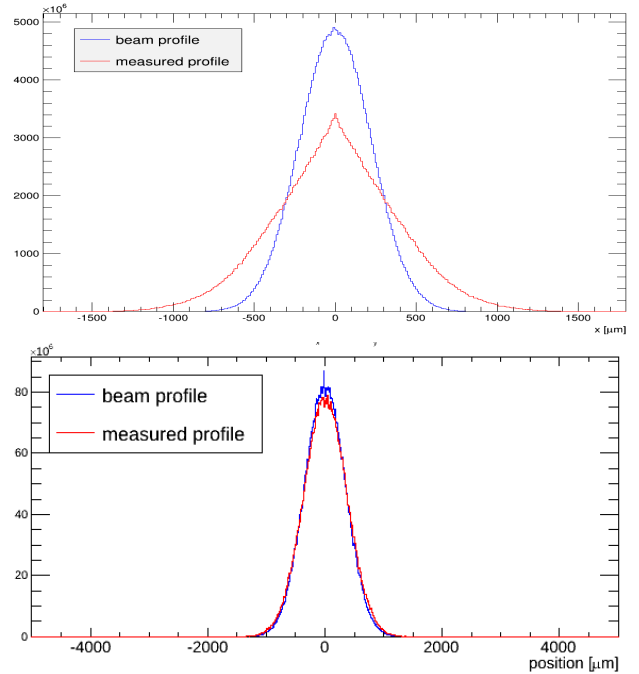 ×10⁶
5000
beam profile
measured profile
4000
3000
2000
1000
0
-1500 -1000 -500 0 500 1000 1500
x [μm]
x y
×10⁶
beam profile
80
measured profile
60
40
20
0
-4000 -2000 0 2000 4000
position [μm]